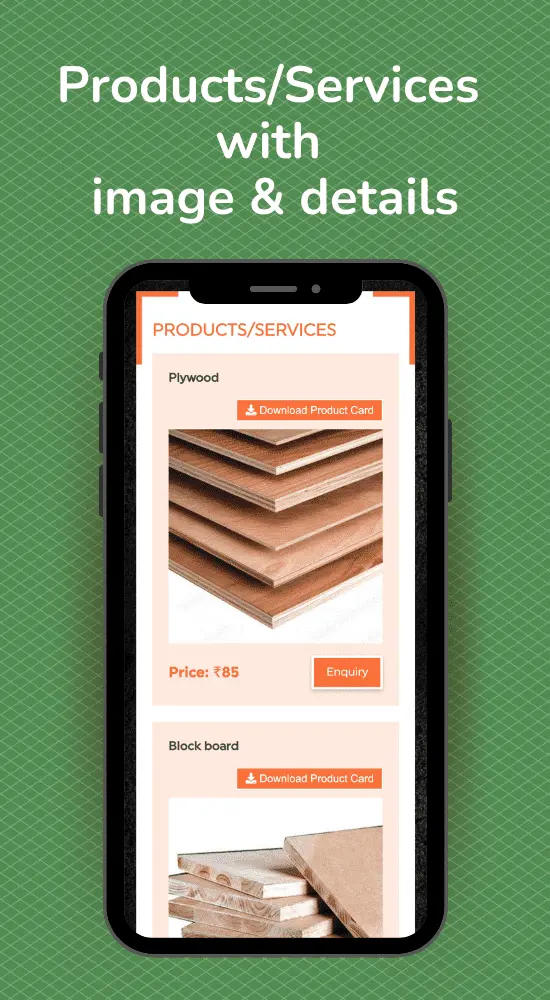 Products/Services
with
image & details
PRODUCTS/SERVICES
Plywood
Download Product Card
Price: ₹85
Enquiry
Block board
Download Product Card